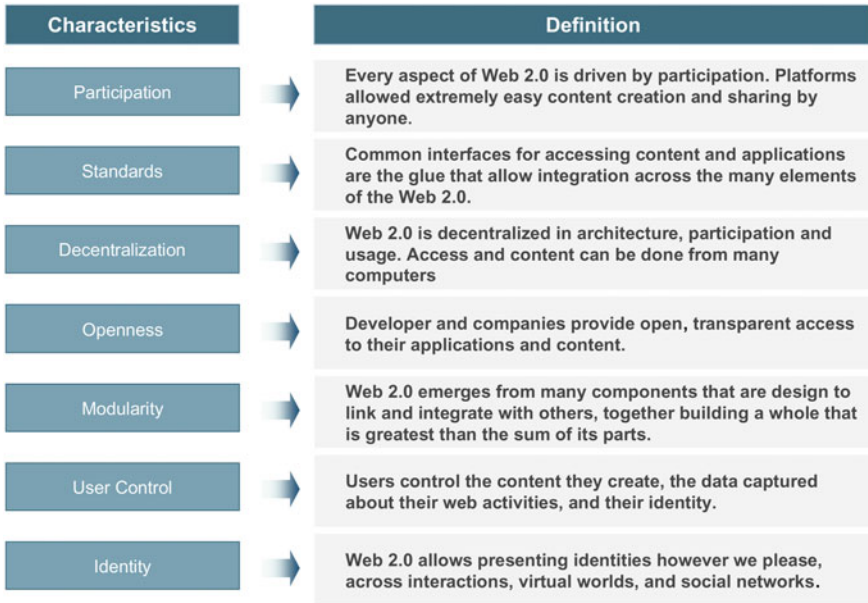 Characteristics
Definition
Participation
Every aspect of Web 2.0 is driven by participation. Platforms
allowed extremely easy content creation and sharing by
anyone.
Standards
Common interfaces for accessing content and applications
are the glue that allow integration across the many elements
of the Web 2.0.
Decentralization
Web 2.0 is decentralized in architecture, participation and
usage. Access and content can be done from many
computers
Openness
Developer and companies provide open, transparent access
to their applications and content.
Modularity
Web 2.0 emerges from many components that are design to
link and integrate with others, together building a whole that
is greatest than the sum of its parts.
User Control
Users control the content they create, the data captured
about their web activities, and their identity.
Identity
Web 2.0 allows presenting identities however we please,
across interactions, virtual worlds, and social networks.